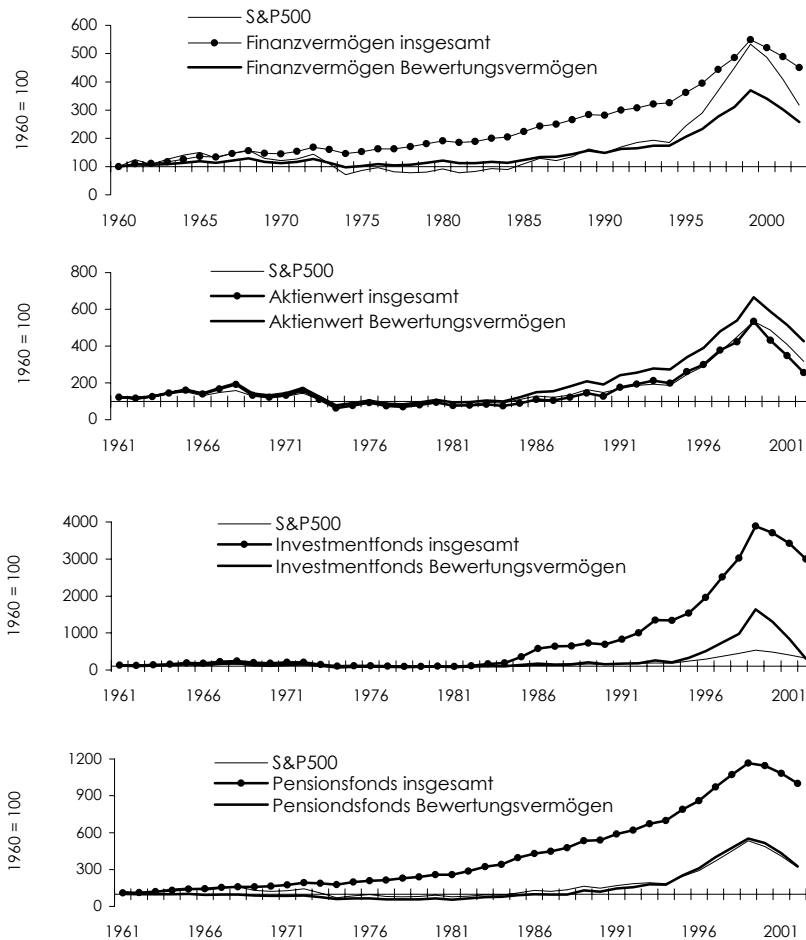 S&P500
Finanzvermögen insgesamt
Finanzvermögen Bewertungsvermögen
1960 = 100
600
500
400
300
200
100
0
1960 1965 1970 1975 1980 1985 1990 1995 2000
S&P500
Aktienwert insgesamt
Aktienwert Bewertungsvermögen
1960 = 100
800
600
400
200
0
1961 1966 1971 1976 1981 1986 1991 1996 2001
S&P500
Investmentfonds insgesamt
Investmentfonds Bewertungsvermögen
1960 = 100
4000
3000
2000
1000
0
1961 1966 1971 1976 1981 1986 1991 1996 2001
S&P500
Pensionsfonds insgesamt
Pensiondsfonds Bewertungsvermögen
1960 = 100
1200
900
600
300
0
1961 1966 1971 1976 1981 1986 1991 1996 2001